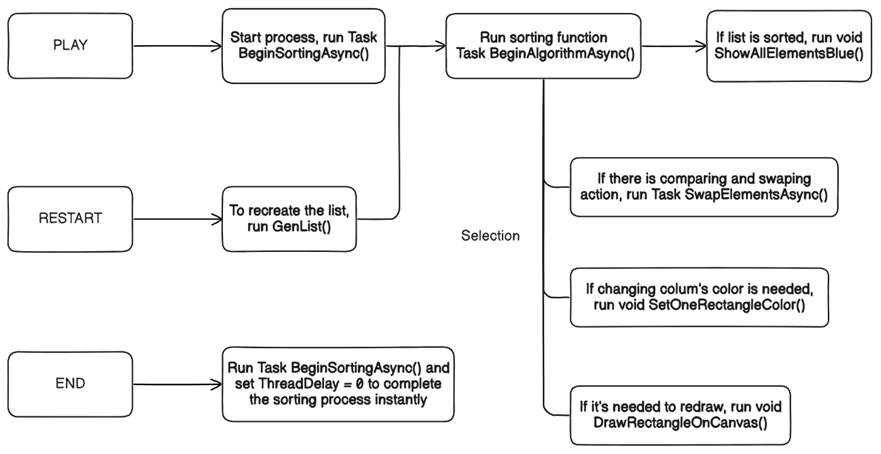 PLAY
Start process, run Task
BeginSortingAsync()
Run sorting function
Task BeginAlgorithmAsync()
If list is sorted, run void
ShowAllElementsBlue()
If there is comparing and swaping
action, run Task SwapElementsAsync()
RESTART
To recreate the list,
run GenList()
Selection
If changing colum's color is needed,
run void SetOneRectangleColor()
END
Run Task BeginSortingAsync() and
set ThreadDelay = 0 to complete
the sorting process instantly
If it's needed to redraw, run void
DrawRectangleOnCanvas()